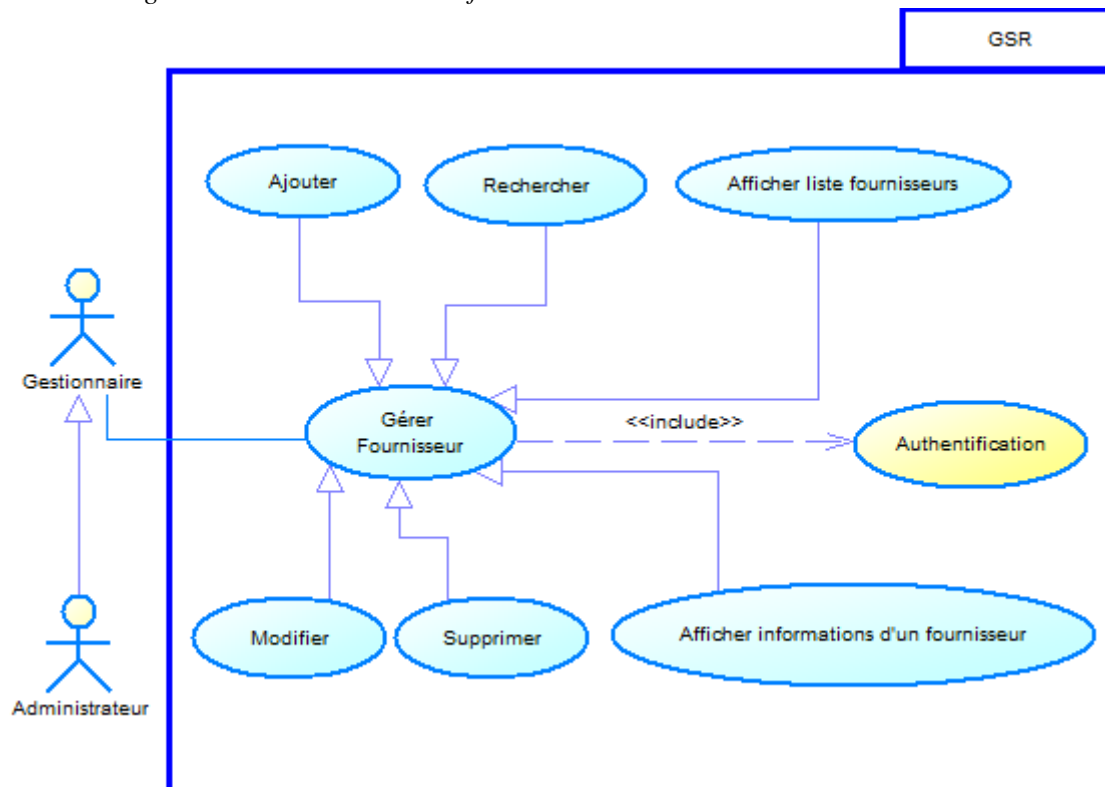 GSR
Ajouter
Rechercher
Afficher liste fournisseurs
Gestionnaire
Gérer
Fournisseur
<<include>>
Authentification
Modifier
Supprimer
Afficher informations d'un fournisseur
Administrateur